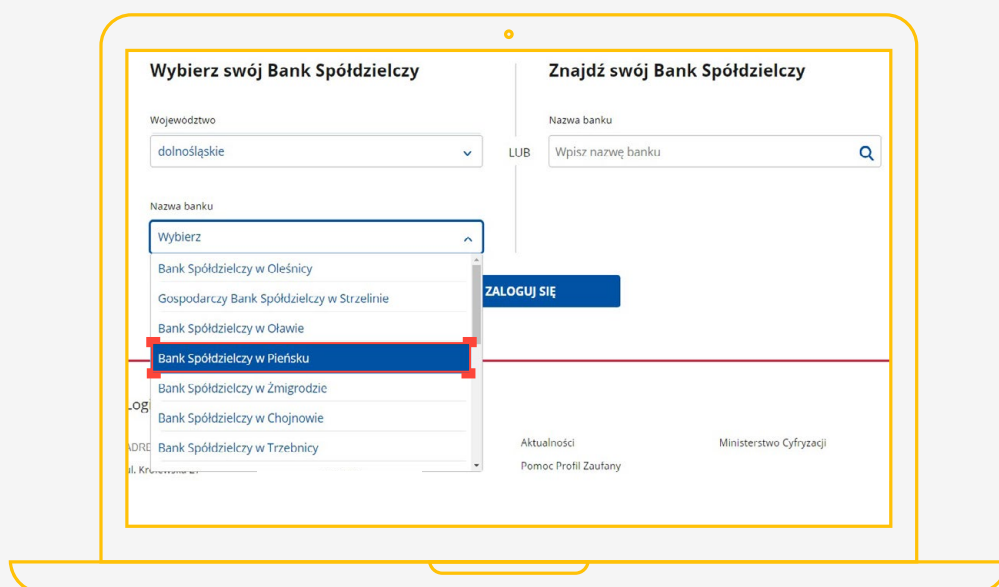 Wybierz swój Bank Spółdzielczy
Województwo
dolnośląskie
Nazwa banku
Wybierz
Bank Spółdzielczy w Oleśnicy
Gospodarczy Bank Spółdzielczy w Strzelinie
Bank Spółdzielczy w Oławie
Bank Spółdzielczy w Pieńsku
Bank Spółdzielczy w Żmigrodzie
Bank Spółdzielczy w Chojnowie
Bank Spółdzielczy w Trzebnicy
LUB
Znajdź swój Bank Spółdzielczy
Nazwa banku
Wpisz nazwę banku
ZALOGUJ SIĘ
Aktualności
Pomoc Profil Zaufany
Ministerstwo Cyfryzacji